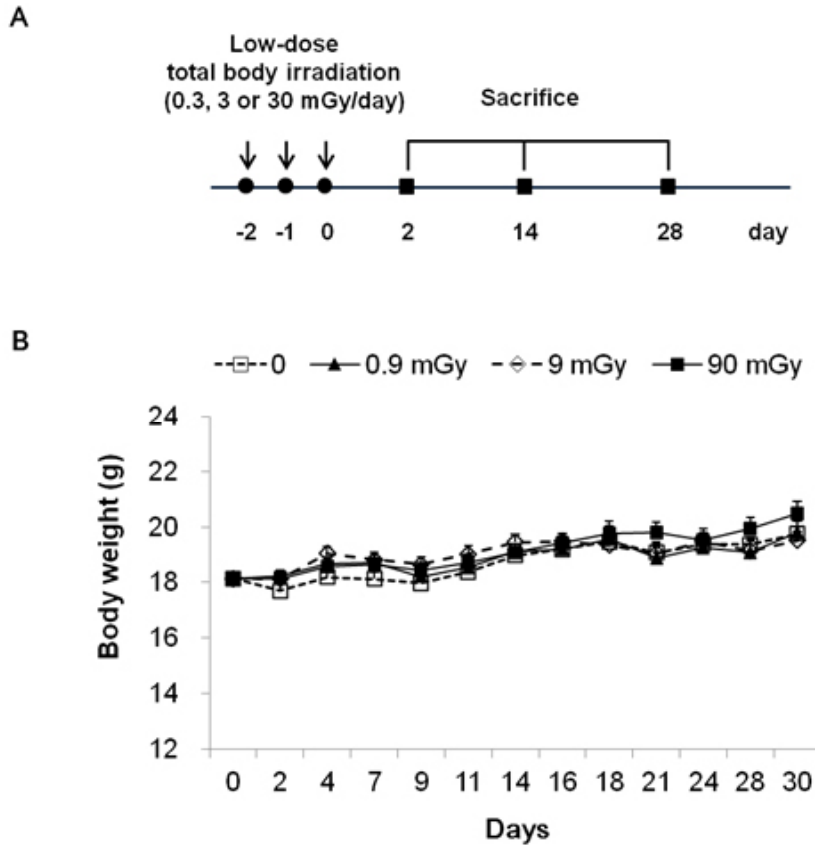 A
Low-dose
total body irradiation
(0.3, 3 or 30 mGy/day)
Sacrifice
-2 -1 0 2 14 28 day
B
0 0.9 mGy 9 mGy 90 mGy
24
22
20
18
16
14
12
Body weight (g)
0 2 4 7 9 11 14 16 18 21 24 28 30
Days